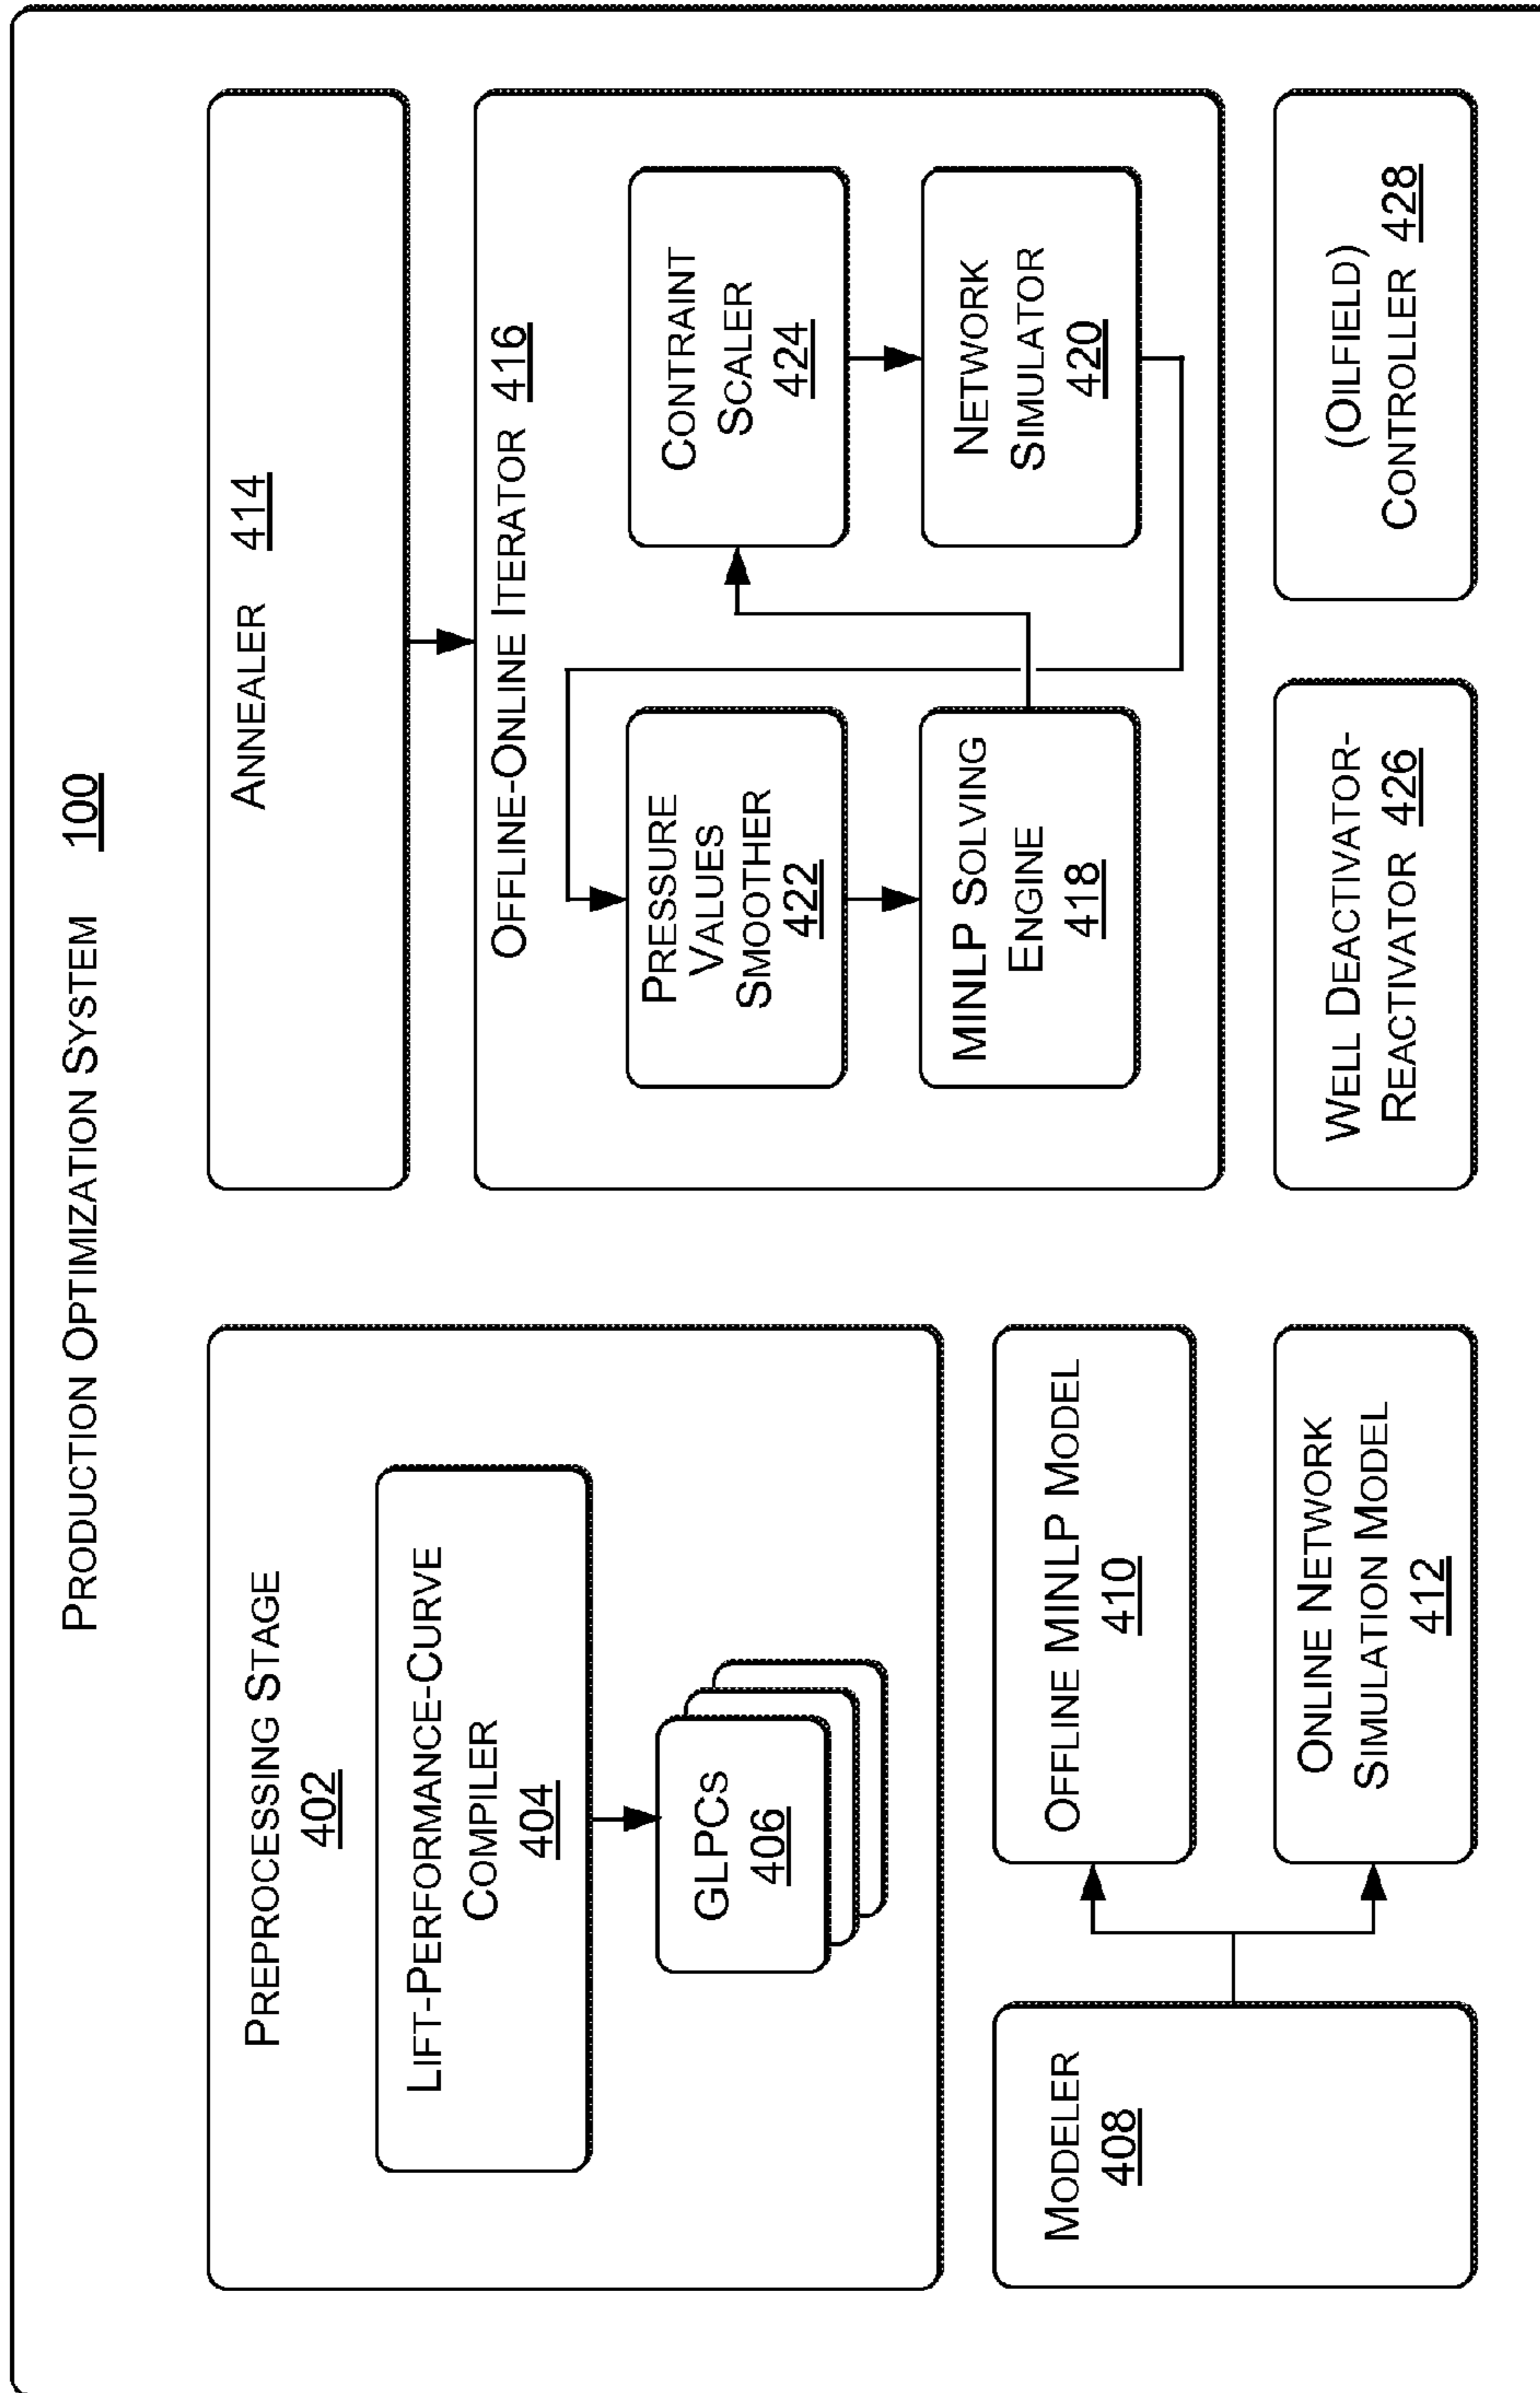 PRODUCTION OPTIMIZATION SYSTEM 100
PREPROCESSING STAGE
402
LIFT-PERFORMANCE-CURVE
COMPILER
404
GLPCS
406
MODELER
408
OFFLINE MINLP MODEL
410
ONLINE NETWORK
SIMULATION MODEL
412
ANNEALER 414
OFFLINE-ONLINE ITERATOR 416
PRESSURE
VALUES
SMOOTHER
422
CONTRAINT
SCALER
424
MINLP SOLVING
ENGINE
418
NETWORK
SIMULATOR
420
WELL DEACTIVATOR-
REACTIVATOR 426
(OILFIELD)
CONTROLLER 428